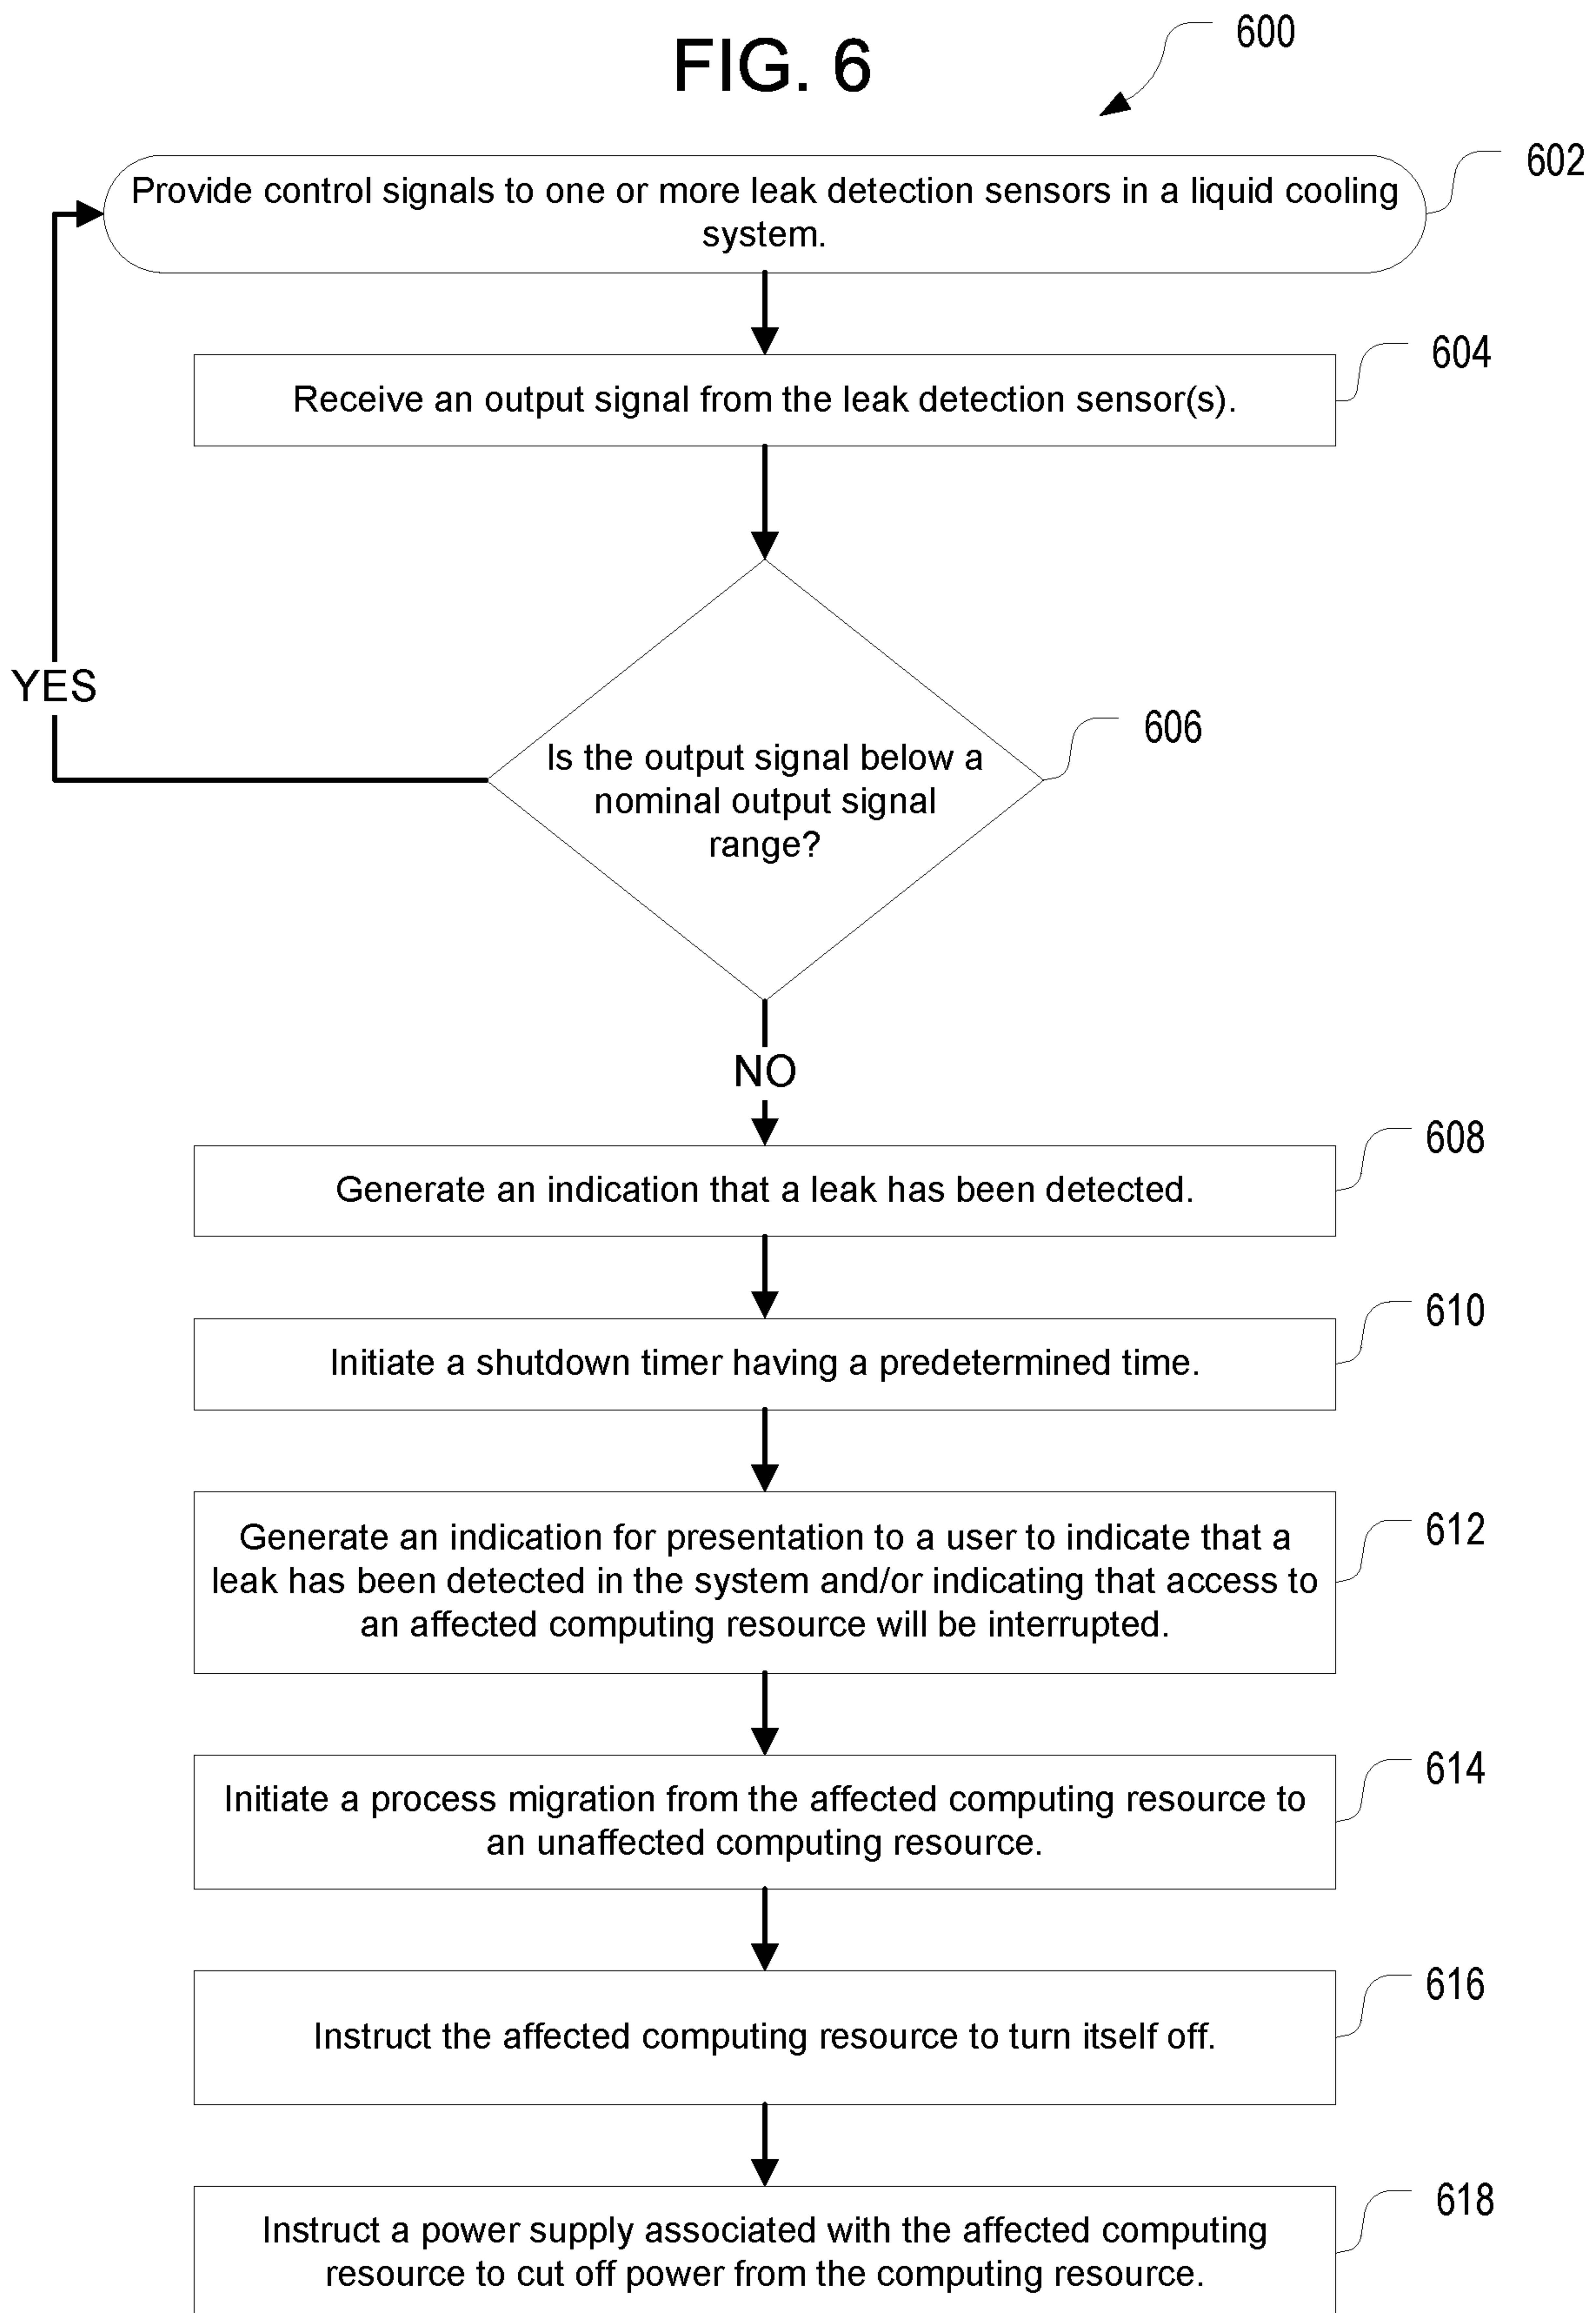 FIG. 6
600
Provide control signals to one or more leak detection sensors in a liquid cooling
system.
602
Receive an output signal from the leak detection sensor(s).
604
Is the output signal below a
nominal output signal
range?
606
YES
NO
Generate an indication that a leak has been detected.
608
Initiate a shutdown timer having a predetermined time.
610
Generate an indication for presentation to a user to indicate that a
leak has been detected in the system and/or indicating that access to
an affected computing resource will be interrupted.
612
Initiate a process migration from the affected computing resource to
an unaffected computing resource.
614
Instruct the affected computing resource to turn itself off.
616
Instruct a power supply associated with the affected computing
resource to cut off power from the computing resource.
618